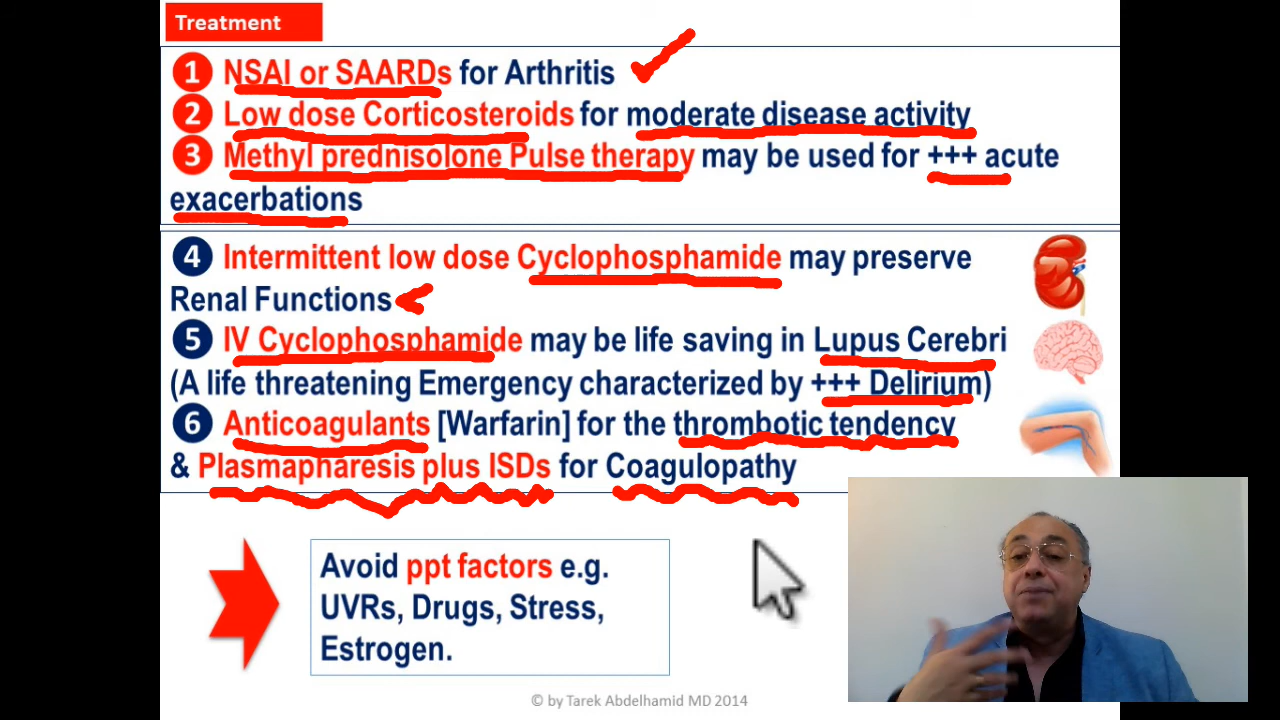 Treatment
1 NSAI or SAARDs for Arthritis
2 Low dose Corticosteroids for moderate disease activity
3 Methyl prednisolone Pulse therapy may be used for +++ acute
exacerbations
4 Intermittent low dose Cyclophosphamide may preserve
Renal Functions
5 IV Cyclophosphamide may be life saving in Lupus Cerebri
(A life threatening Emergency characterized by +++ Delirium)
6 Anticoagulants [Warfarin] for the thrombotic tendency
& Plasmapharesis plus ISDs for Coagulopathy
Avoid ppt factors e.g.
UVRs, Drugs, Stress,
Estrogen.
© by Tarek Abdelhamid MD 2014